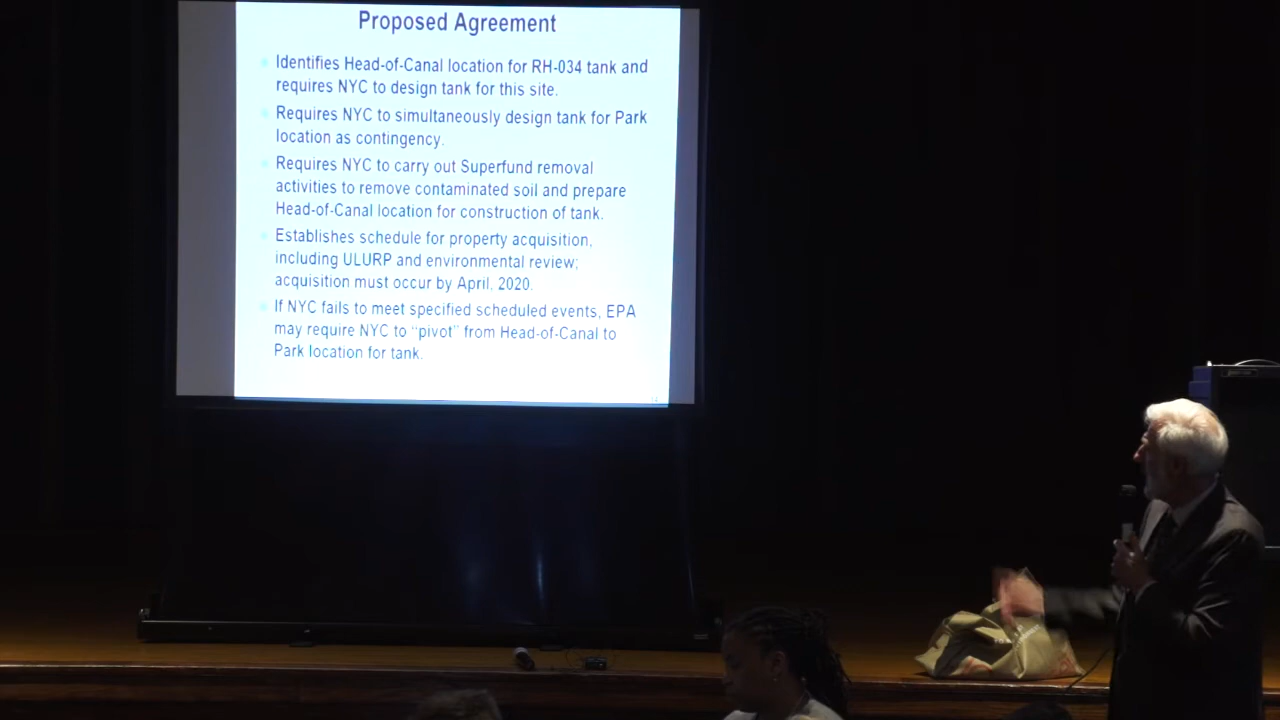 Proposed Agreement
Identifies Head-of-Canal location for RH-034 tank and
requires NYC to design tank for this site.
Requires NYC to simultaneously design tank for Park
location as contingency.
Requires NYC to carry out Superfund removal
activities to remove contaminated soil and prepare
Head-of-Canal location for construction of tank.
Establishes schedule for property acquisition,
including ULURP and environmental review;
acquisition must occur by April, 2020.
If NYC fails to meet specified scheduled events, EPA
may require NYC to “pivot” from Head-of-Canal to
Park location for tank.